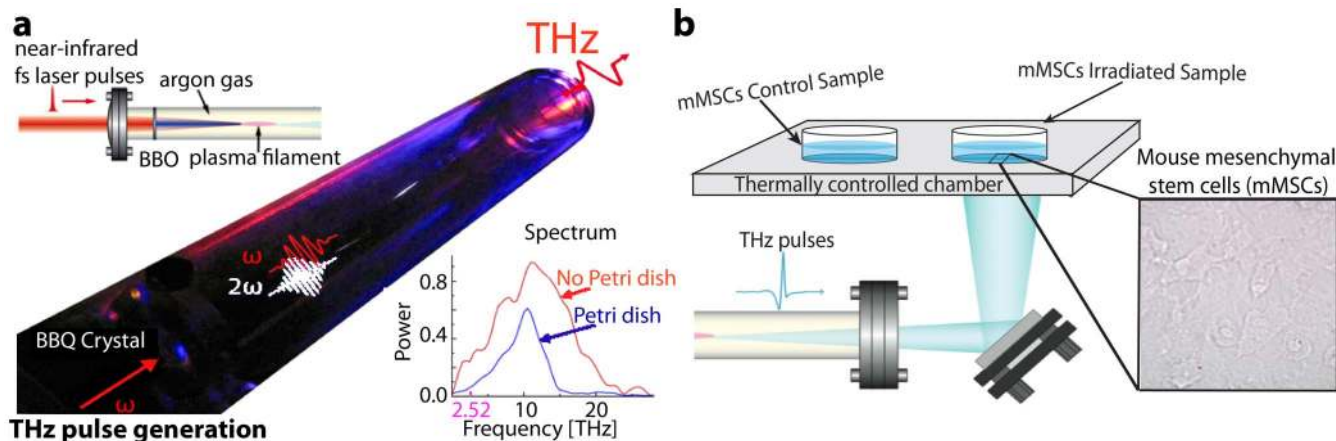 a
near-infrared
fs laser pulses
argon gas
BBO
plasma filament
THz
ω
2ω
BBQ Crystal
ω
THz pulse generation
Spectrum
No Petri dish
Petri dish
Power
0.8
0.4
0.0
2.52
10
20
Frequency [THz]
b
mMSCs Control Sample
mMSCs Irradiated Sample
Thermally controlled chamber
Mouse mesenchymal
stem cells (mMSCs)
THz pulses